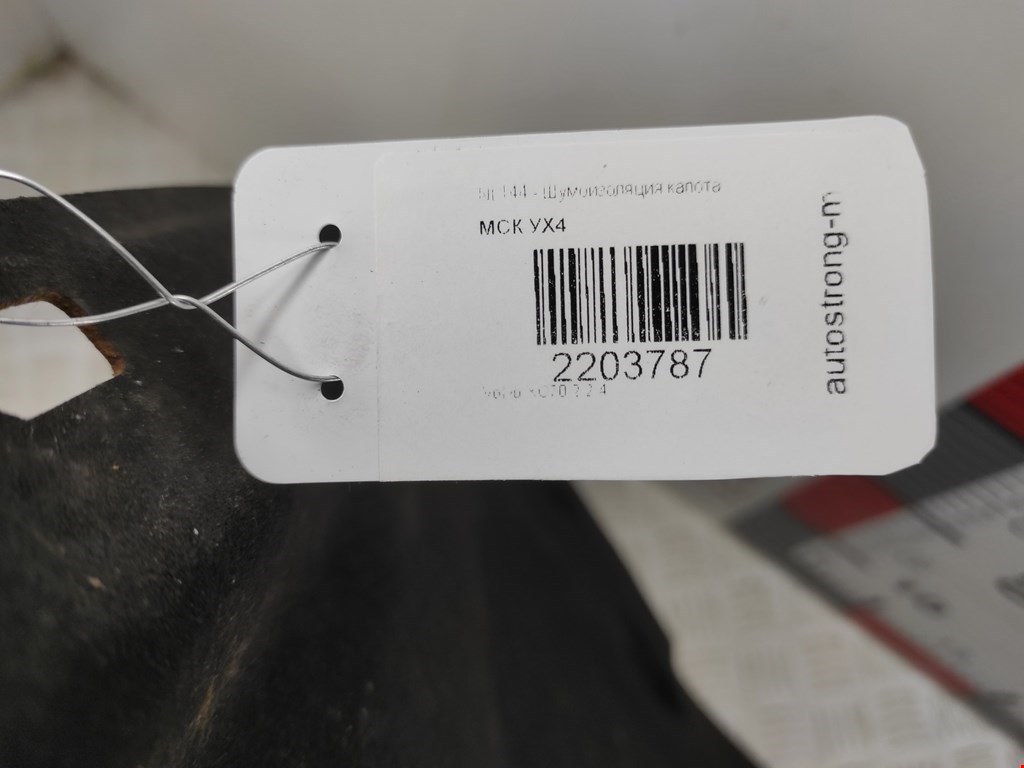 - Шумоизоляция капота
МСК УХ4
2203787
autostrong-m